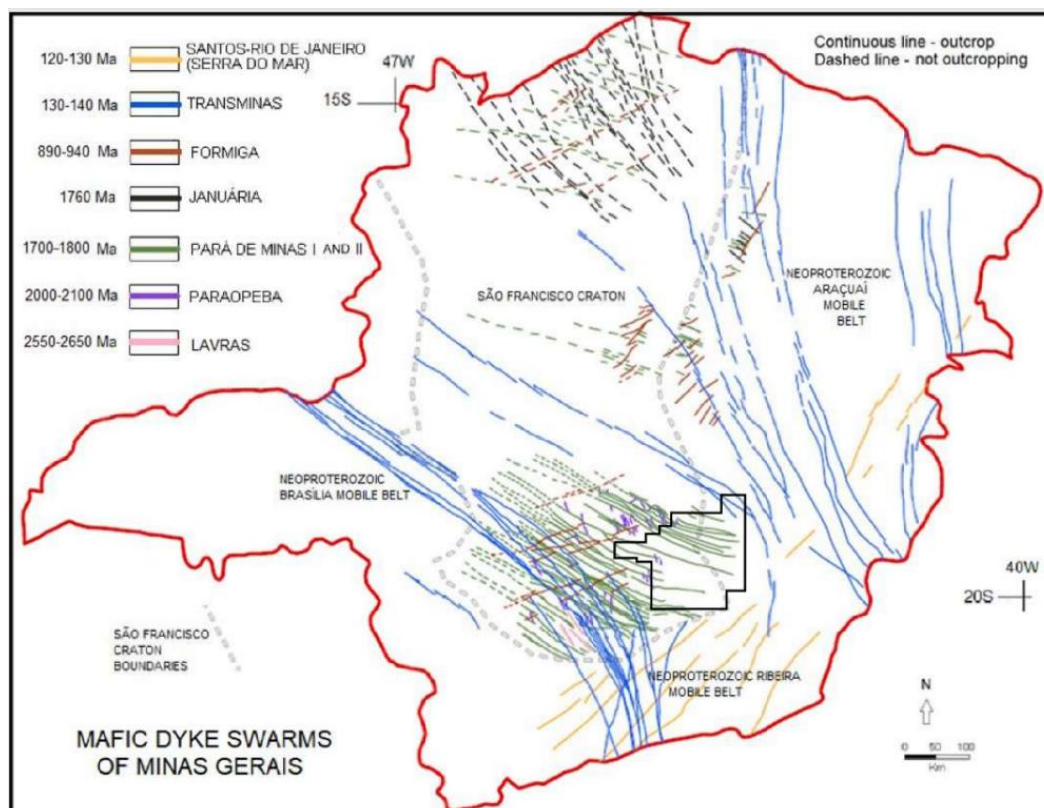 120-130 Ma SANTOS-RIO DE JANEIRO
(SERRA DO MAR)
130-140 Ma TRANSMINAS
890-940 Ma FORMIGA
1760 Ma JANUÁRIA
1700-1800 Ma PARÁ DE MINAS I AND II
2000-2100 Ma PARAOPEBA
2550-2650 Ma LAVRAS
47W
15S
Continuous line - outcrop
Dashed line - not outcropping
SÃO FRANCISCO CRATON
NEOPROTEROZOIC
ARAÇUAÍ
MOBILE
BELT
NEOPROTEROZOIC
BRASÍLIA MOBILE BELT
40W
20S
SÃO FRANCISCO
CRATON
BOUNDARIES
NEOPROTEROZOIC RIBEIRA
MOBILE BELT
MAFIC DYKE SWARMS
OF MINAS GERAIS
N
0 50 100
Km